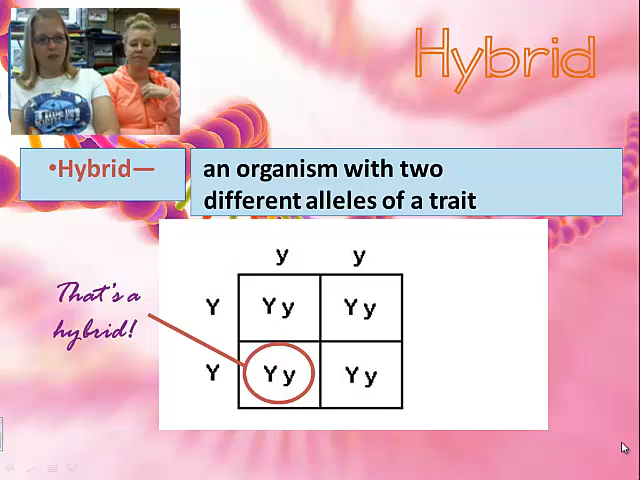 Hybrid
•Hybrid—
an organism with two
different alleles of a trait
y y
Y Yy Yy
Y Yy Yy
That's a
hybrid!